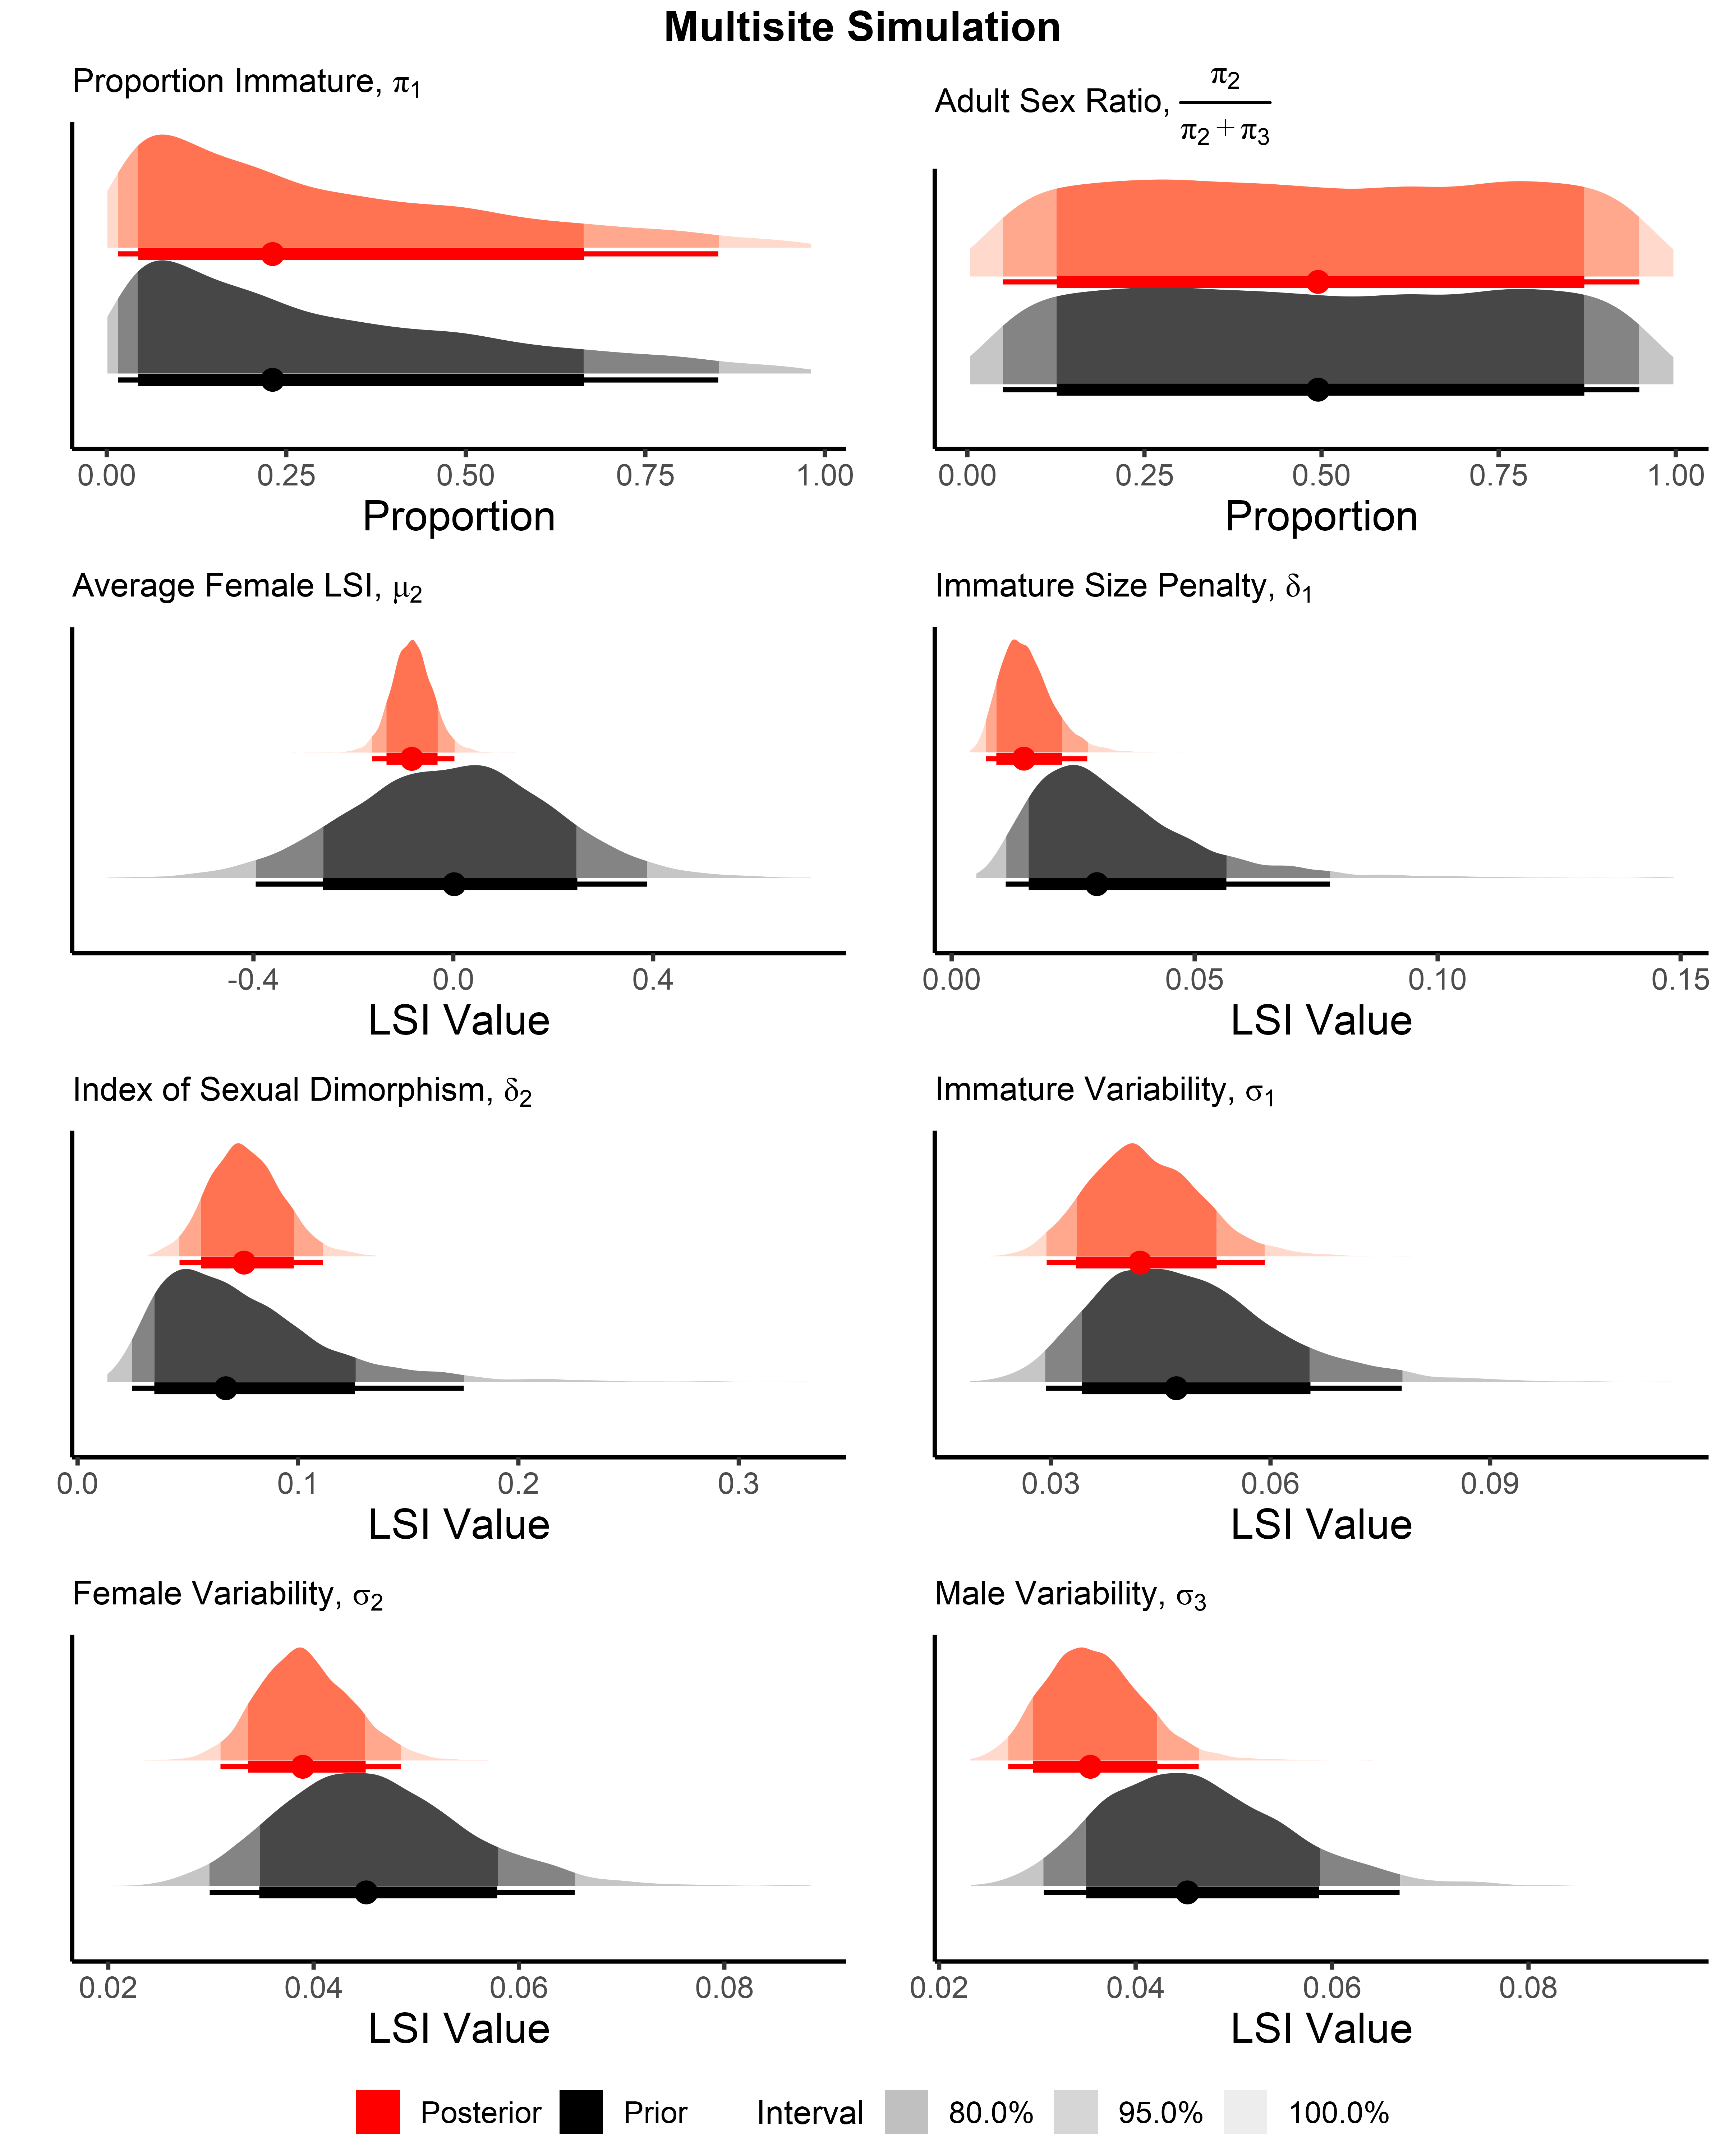 Multisite Simulation
Proportion Immature, π1
Adult Sex Ratio, π2 / π2 + π3
0.00 0.25 0.50 0.75 1.00
Proportion
0.00 0.25 0.50 0.75 1.00
Proportion
Average Female LSI, μ2
Immature Size Penalty, δ1
-0.4 0.0 0.4
LSI Value
0.00 0.05 0.10 0.15
LSI Value
Index of Sexual Dimorphism, δ2
Immature Variability, σ1
0.0 0.1 0.2 0.3
LSI Value
0.03 0.06 0.09
LSI Value
Female Variability, σ2
Male Variability, σ3
0.02 0.04 0.06 0.08
LSI Value
0.02 0.04 0.06 0.08
LSI Value
Posterior Prior Interval 80.0% 95.0% 100.0%